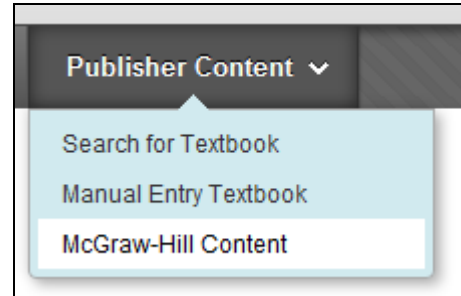 Publisher Content
Search for Textbook
Manual Entry Textbook
McGraw-Hill Content